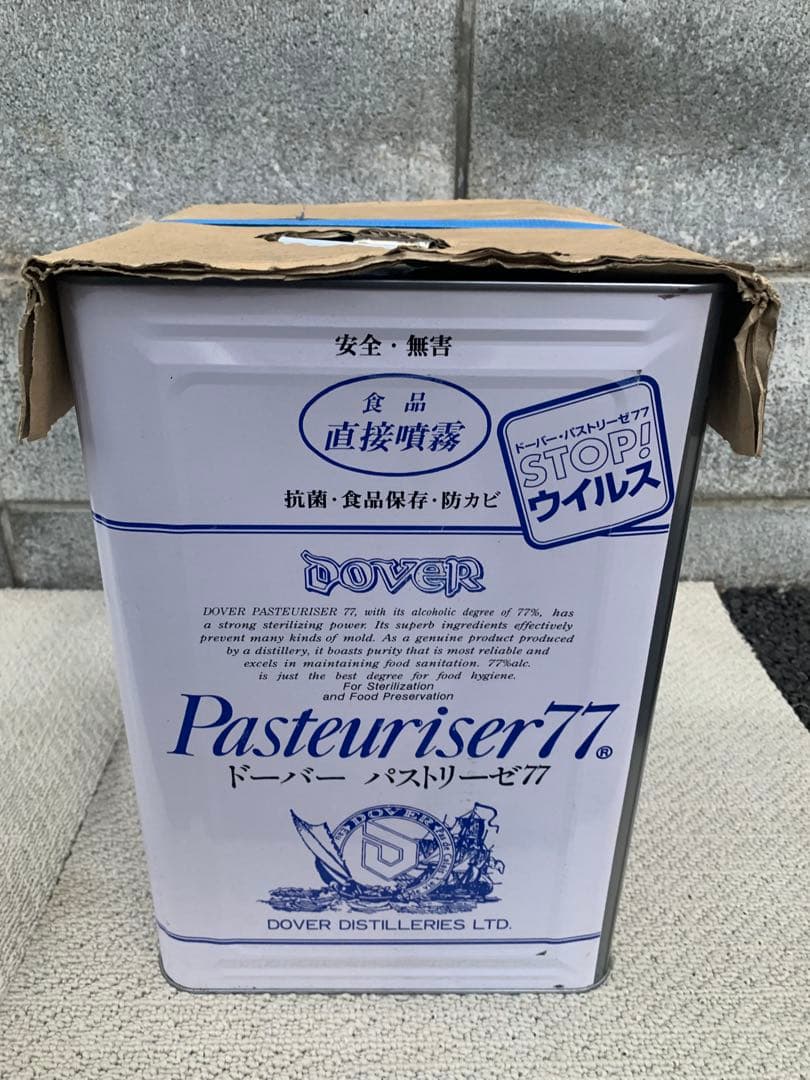 安全・無害
食品
直接噴霧
ドーバー・パストリーゼ77
STOP!
ウイルス
抗菌・食品保存・防カビ
DOVER
DOVER PASTEURISER 77, with its alcoholic degree of 77%, has
a strong sterilizing power. Its superb ingredients effectively
prevent many kinds of mold. As a genuine product produced
by a distillery, it boasts purity that is most reliable and
excels in maintaining food sanitation. 77%alc.
is just the best degree for food hygiene.
For Sterilization
and Food Preservation
Pasteuriser77®
ドーバー パストリーゼ77
DOVER
D
DOVER DISTILLERIES LTD.